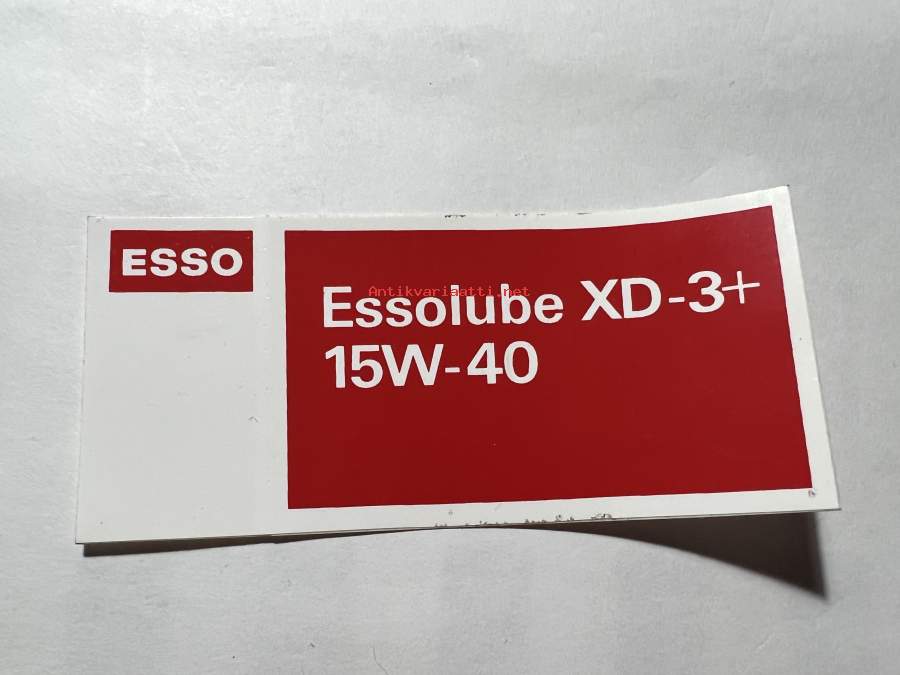 ESSO
Antikvariaatti.net
Essolube XD-3+
15W-40